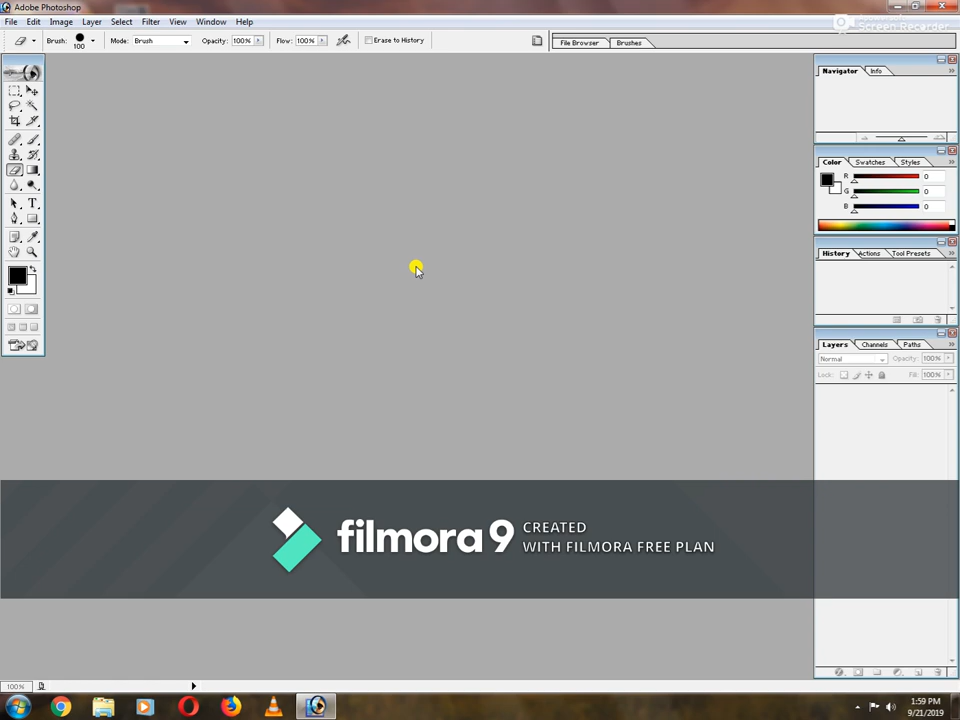 Adobe Photoshop
File Edit Image Layer Select Filter View Window Help
Screen Recorder
Brush: 100 Mode: Brush Opacity: 100% Flow: 100% Erase to History File Browser Brushes
Navigator Info
Color Swatches Styles
R 0
G 0
B 0
History Actions Tool Presets
Layers Channels Paths
Normal Opacity: 100%
Lock: Fill: 100%
filmora9 CREATED
WITH FILMORA FREE PLAN
100%
1:59 PM
9/21/2019